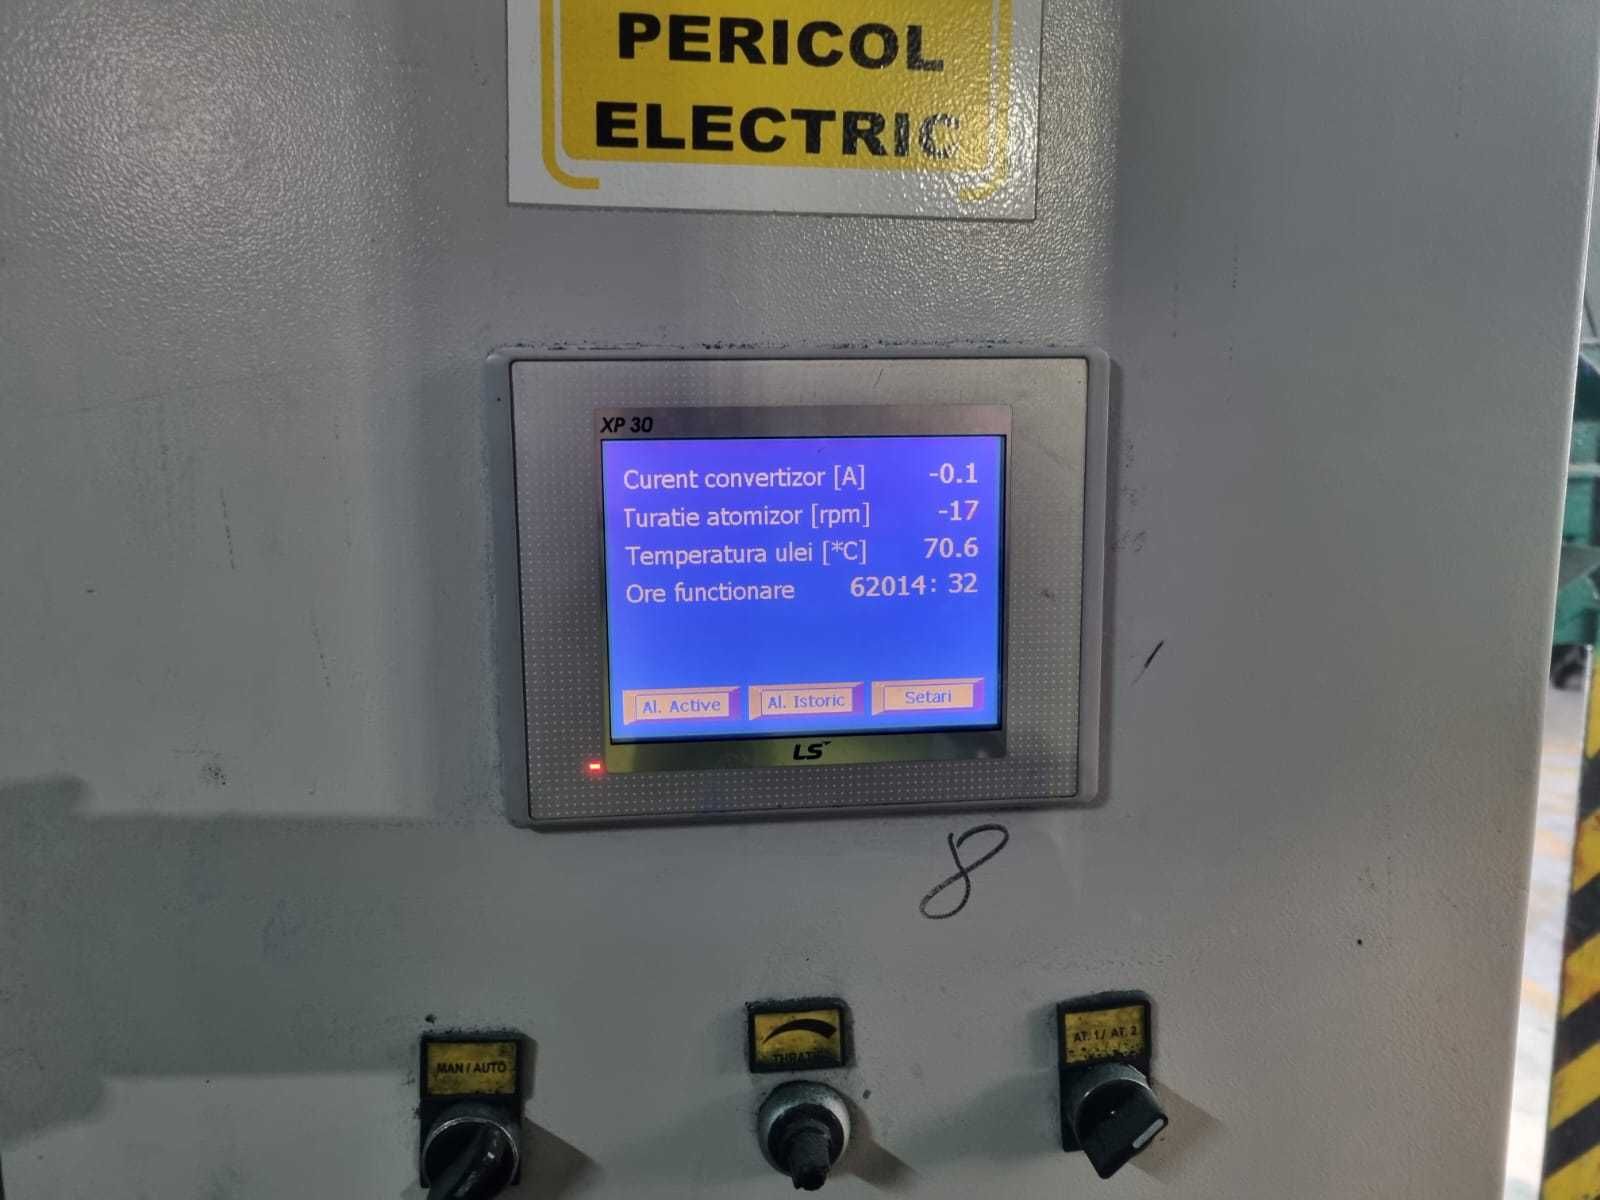 PERICOL
ELECTRIC
XP 30
Curent convertizor [A] -0.1
Turatie atomizor [rpm] -17
Temperatura ulei [*C] 70.6
Ore functionare 62014: 32
Al. Active Al. Istoric Setari
LS
8
MAN / AUTO
AT. 1 / AT. 2